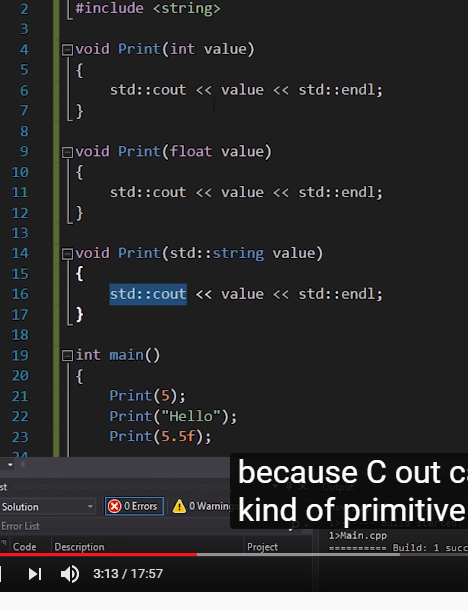 2 #include <string>
3
4 void Print(int value)
5 {
6 std::cout << value << std::endl;
7 }
8
9 void Print(float value)
10 {
11 std::cout << value << std::endl;
12 }
13
14 void Print(std::string value)
15 {
16 std::cout << value << std::endl;
17 }
18
19 int main()
20 {
21 Print(5);
22 Print("Hello");
23 Print(5.5f);
24
because C out ca
kind of primitive
st
Solution 0 Errors 0 Warning
Error List
Code Description Project
1>Main.cpp
========== Build: 1 succ
3:13 / 17:57